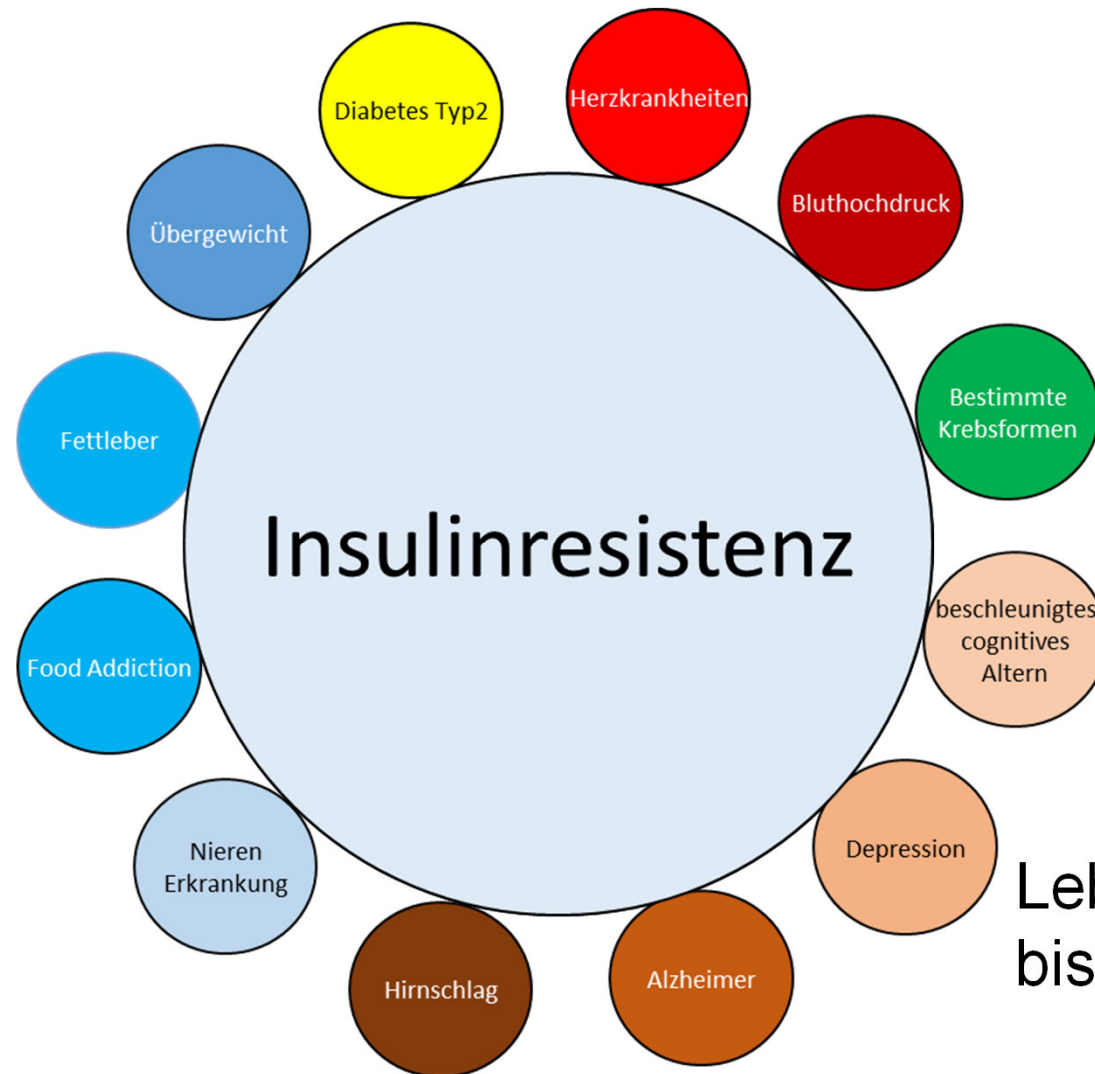 Herzkrankheiten
Diabetes Typ2
Bluthochdruck
Übergewicht
Bestimmte
Krebsformen
Fettleber
Insulinresistenz
beschleunigtes
cognitives
Altern
Food Addiction
Depression
Nieren
Erkrankung
Alzheimer
Hirnschlag
bis